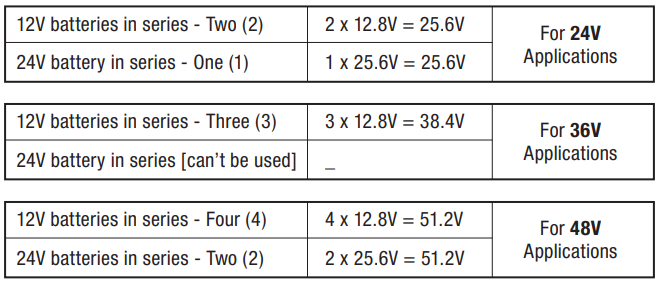 12V batteries in series - Two (2) 2 x 12.8V = 25.6V
For 24V
Applications
24V battery in series - One (1) 1 x 25.6V = 25.6V
12V batteries in series - Three (3) 3 x 12.8V = 38.4V
For 36V
Applications
24V battery in series [can't be used] _
12V batteries in series - Four (4) 4 x 12.8V = 51.2V
For 48V
Applications
24V batteries in series - Two (2) 2 x 25.6V = 51.2V